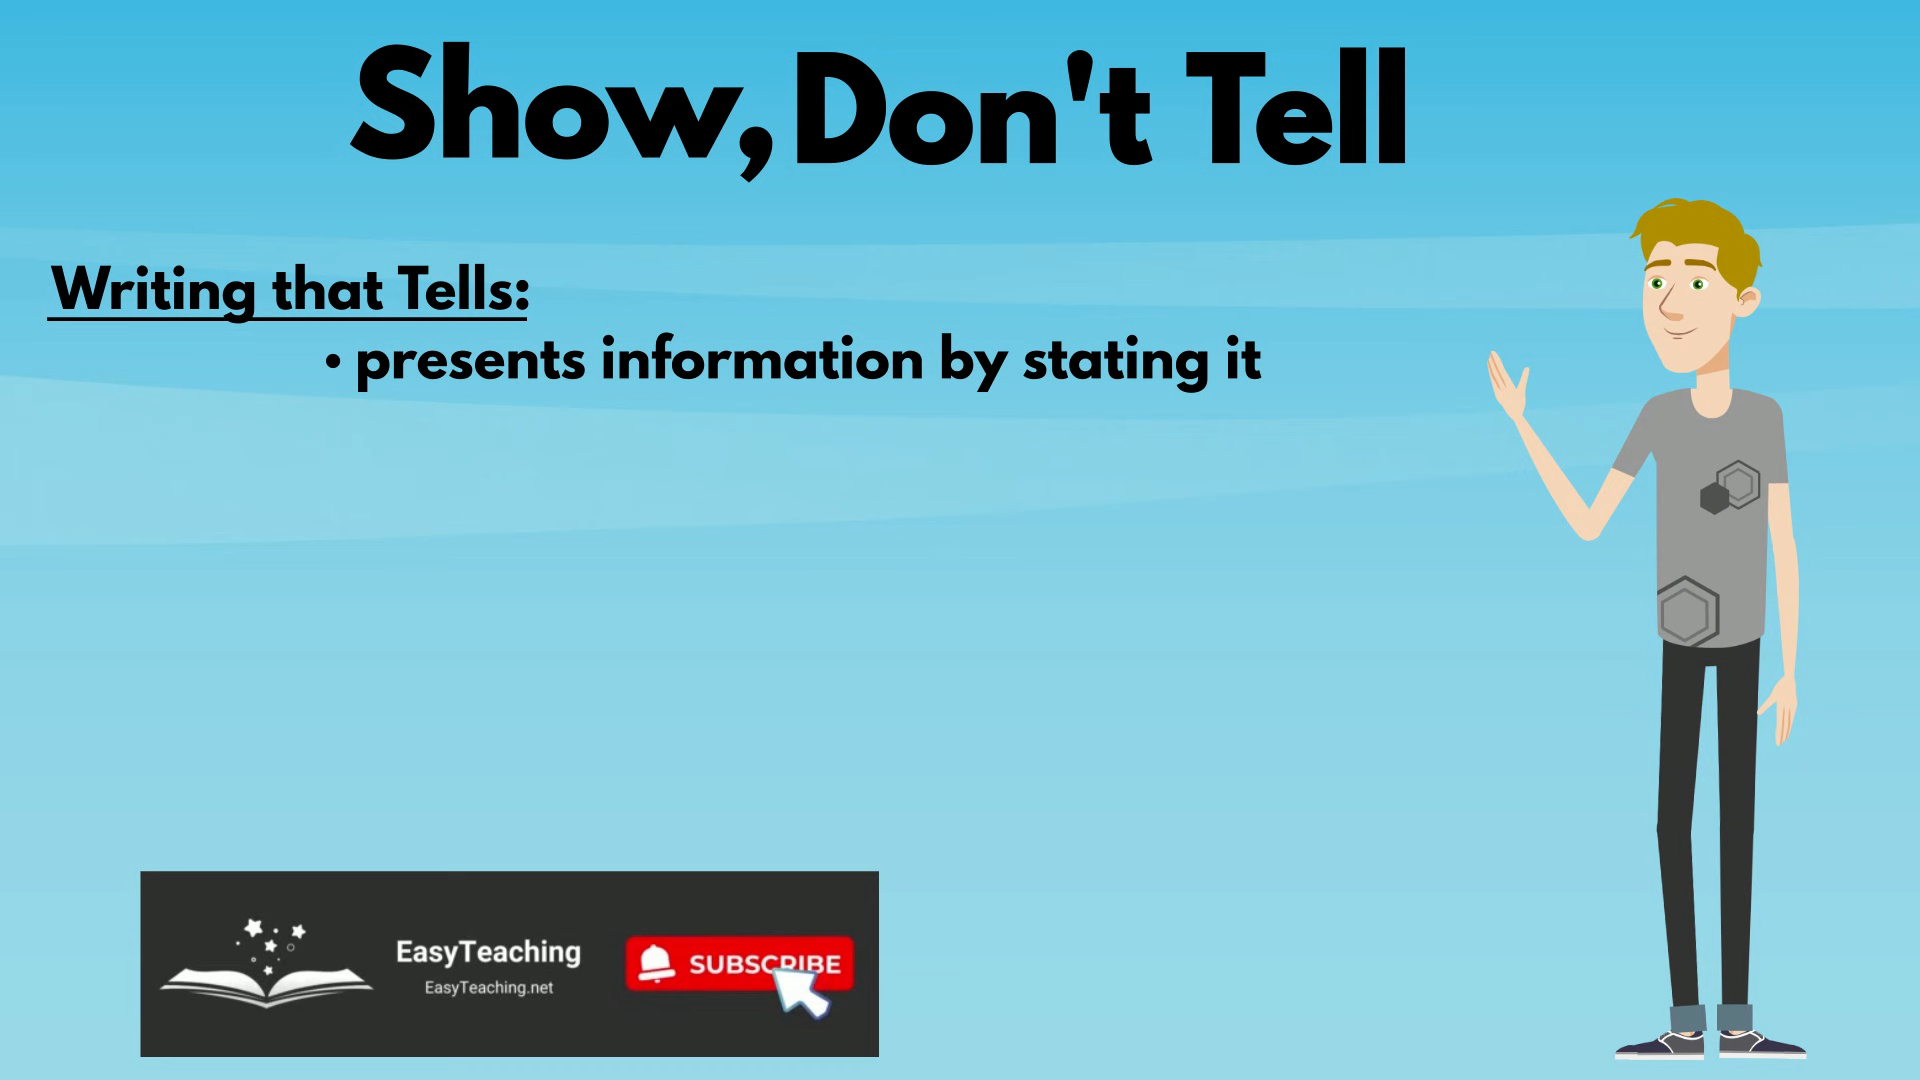 Show, Don't Tell
Writing that Tells:
• presents information by stating it
EasyTeaching
EasyTeaching.net
SUBSCRIBE